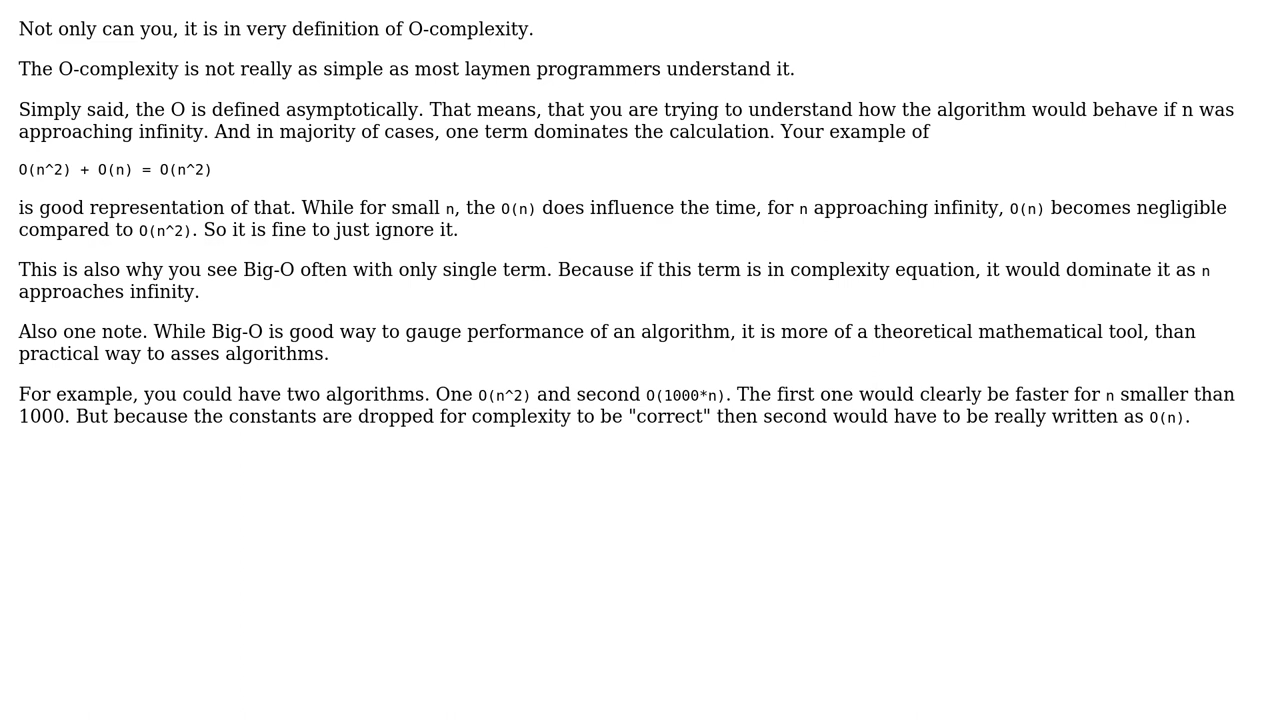 Not only can you, it is in very definition of O-complexity.
The O-complexity is not really as simple as most laymen programmers understand it.
Simply said, the O is defined asymptotically. That means, that you are trying to understand how the algorithm would behave if n was
approaching infinity. And in majority of cases, one term dominates the calculation. Your example of
O(n^2) + O(n) = O(n^2)
is good representation of that. While for small n, the O(n) does influence the time, for n approaching infinity, O(n) becomes negligible
compared to O(n^2). So it is fine to just ignore it.
This is also why you see Big-O often with only single term. Because if this term is in complexity equation, it would dominate it as n
approaches infinity.
Also one note. While Big-O is good way to gauge performance of an algorithm, it is more of a theoretical mathematical tool, than
practical way to asses algorithms.
For example, you could have two algorithms. One O(n^2) and second O(1000*n). The first one would clearly be faster for n smaller than
1000. But because the constants are dropped for complexity to be "correct" then second would have to be really written as O(n).